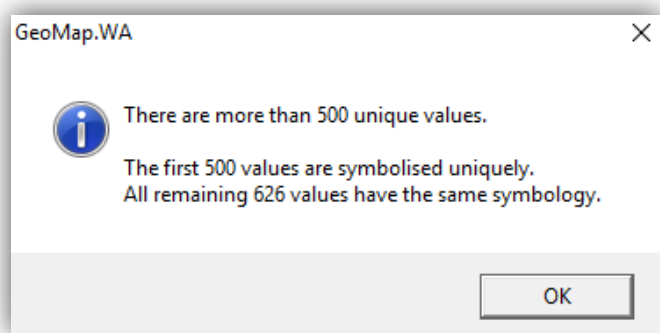 GeoMap.WA
There are more than 500 unique values.
The first 500 values are symbolised uniquely.
All remaining 626 values have the same symbology.
OK